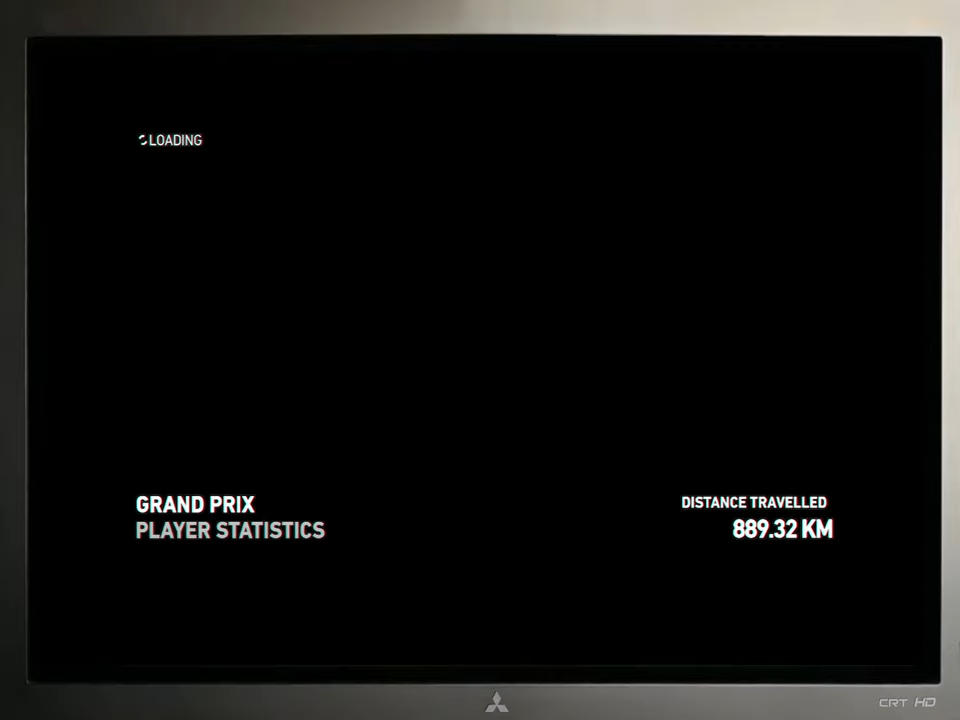 LOADING
GRAND PRIX
PLAYER STATISTICS
DISTANCE TRAVELLED
889.32 KM
CRT HD